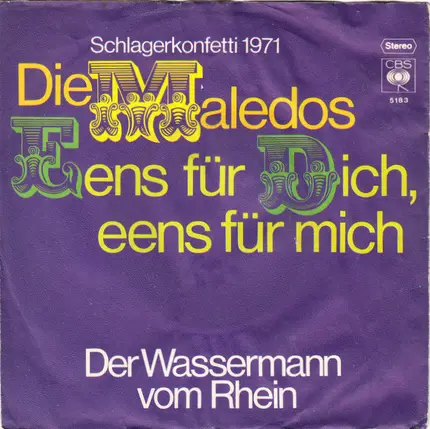 Schlagerkonfetti 1971
Stereo
CBS
5183
Die Maledos
Eens für Dich,
eens für mich
Der Wassermann
vom Rhein